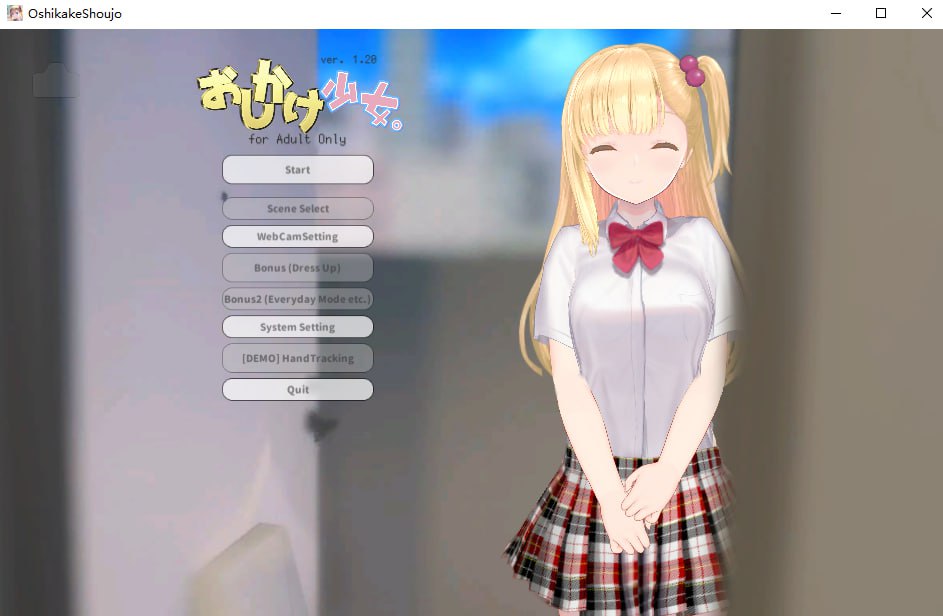 OshikakeShoujo
ver. 1.20
おしかけ少女。
for Adult Only
Start
Scene Select
WebCamSetting
Bonus (Dress Up)
Bonus2 (Everyday Mode etc.)
System Setting
[DEMO] HandTracking
Quit